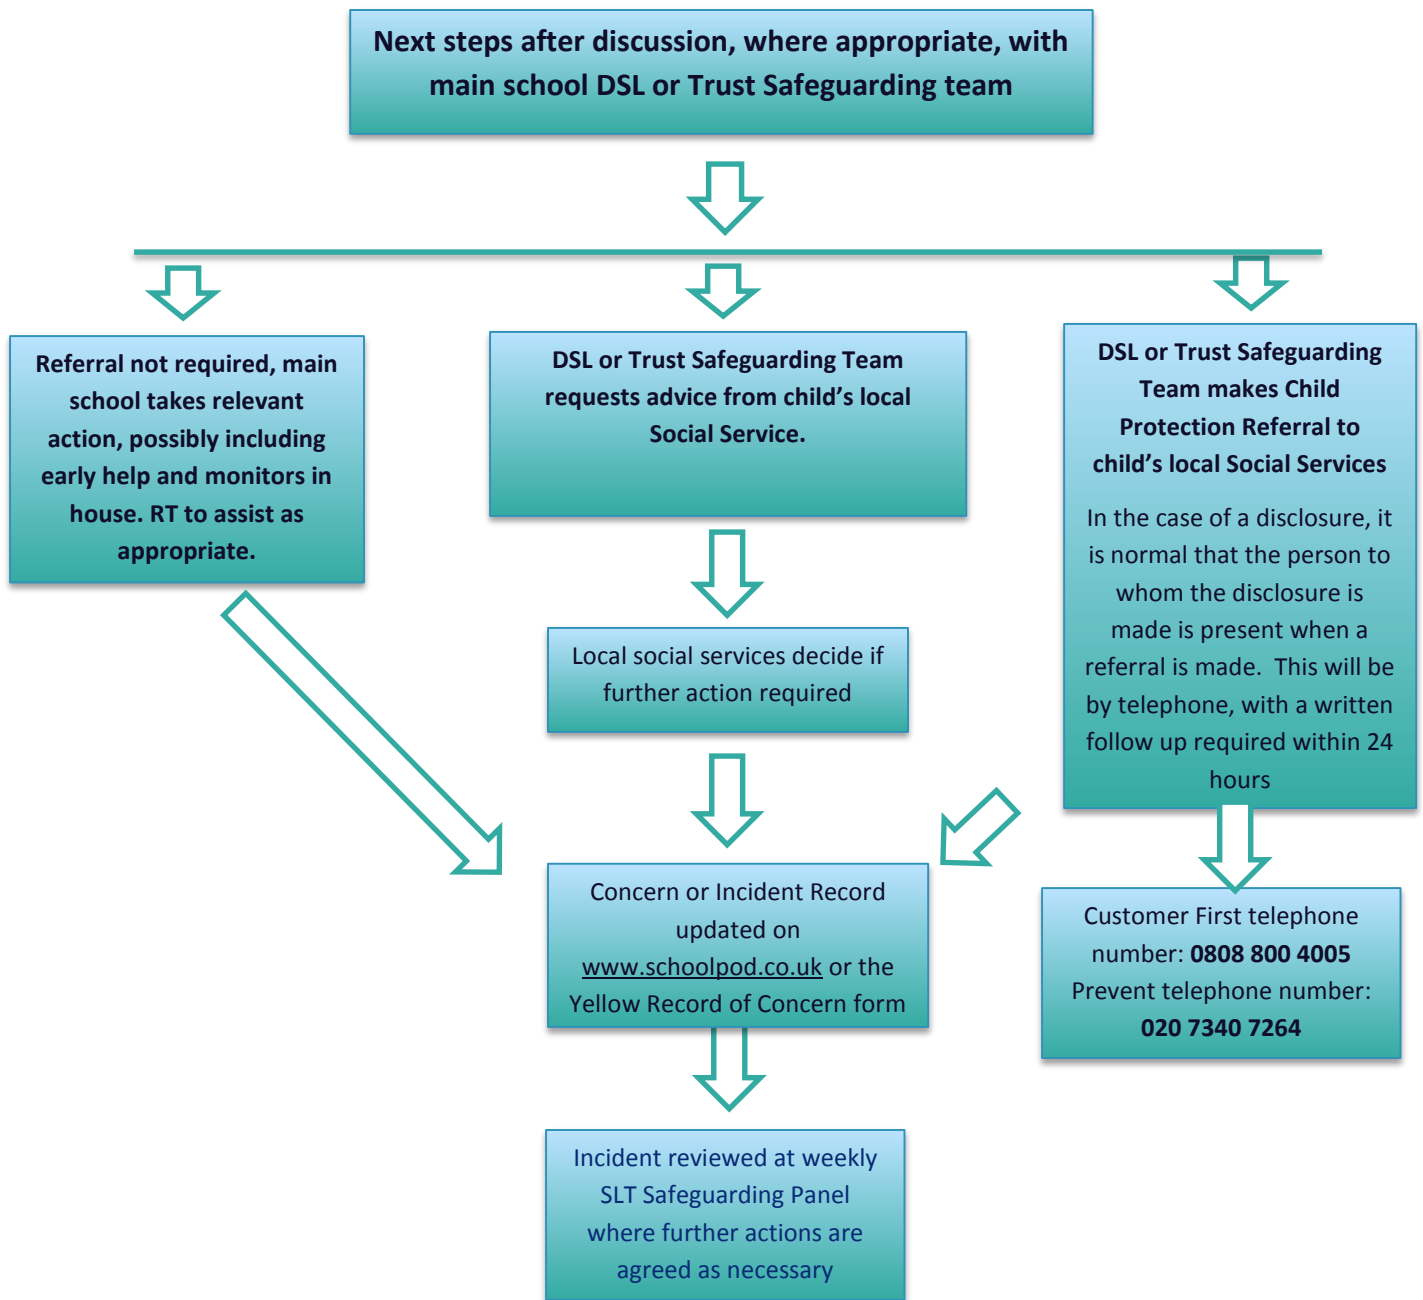 Next steps after discussion, where appropriate, with
main school DSL or Trust Safeguarding team
Referral not required, main
school takes relevant
action, possibly including
early help and monitors in
house. RT to assist as
appropriate.
DSL or Trust Safeguarding Team
requests advice from child’s local
Social Service.
DSL or Trust Safeguarding
Team makes Child
Protection Referral to
child’s local Social Services
In the case of a disclosure, it
is normal that the person to
whom the disclosure is
made is present when a
referral is made.  This will be
by telephone, with a written
follow up required within 24
hours
Local social services decide if
further action required
Concern or Incident Record
updated on
www.schoolpod.co.uk or the
Yellow Record of Concern form
Customer First telephone
number: 0808 800 4005
Prevent telephone number:
020 7340 7264
Incident reviewed at weekly
SLT Safeguarding Panel
where further actions are
agreed as necessary